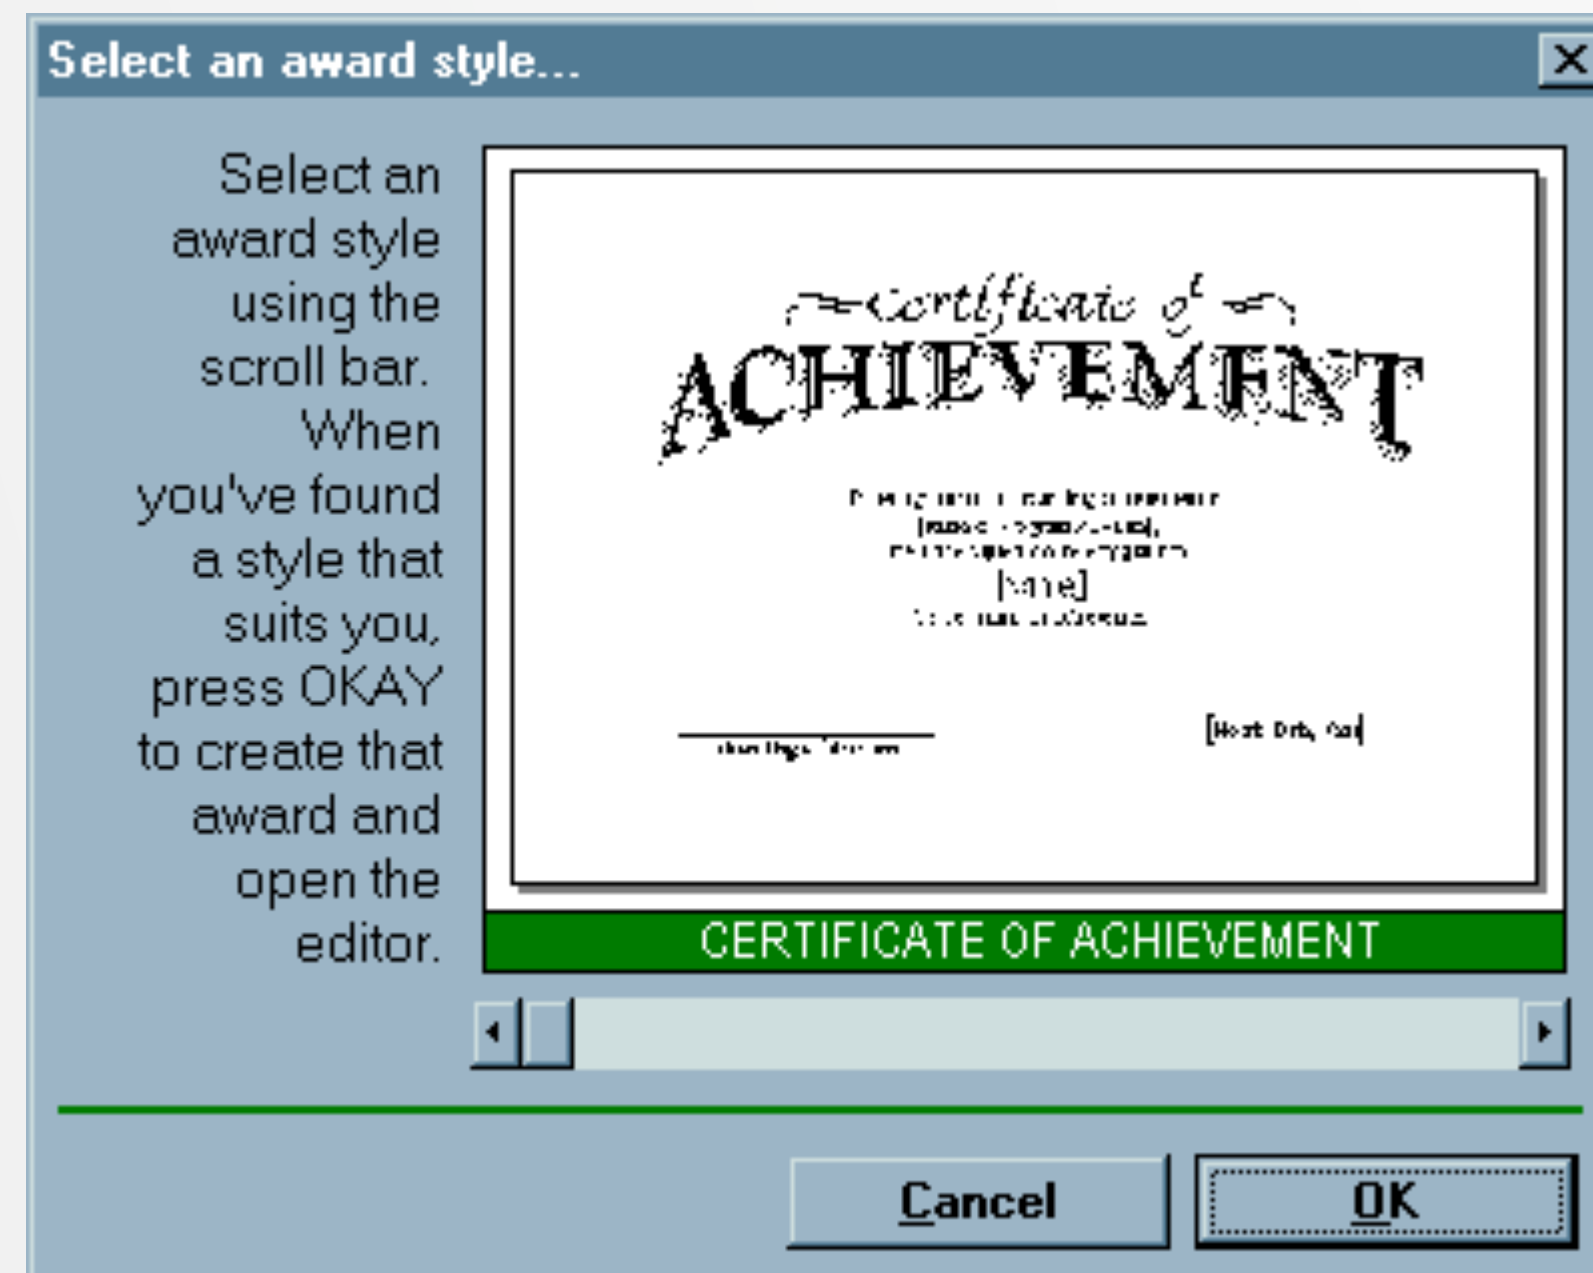 Select an award style...
Select an
award style
using the
scroll bar.
When
you've found
a style that
suits you,
press OKAY
to create that
award and
open the
editor.
Certificate of
ACHIEVEMENT
[Name]
CERTIFICATE OF ACHIEVEMENT
Cancel
OK